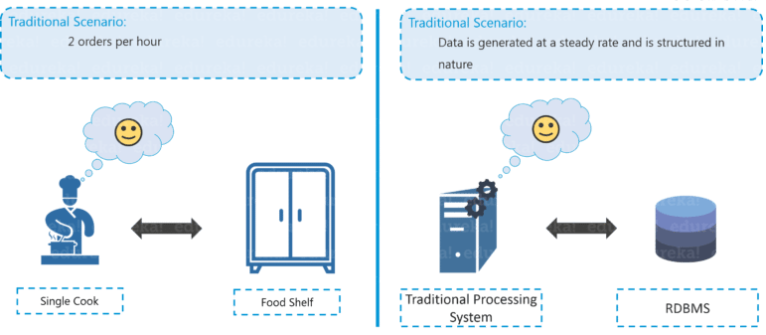 Traditional Scenario:
2 orders per hour
Single Cook
Food Shelf
Traditional Scenario:
Data is generated at a steady rate and is structured in
nature
Traditional Processing
System
RDBMS